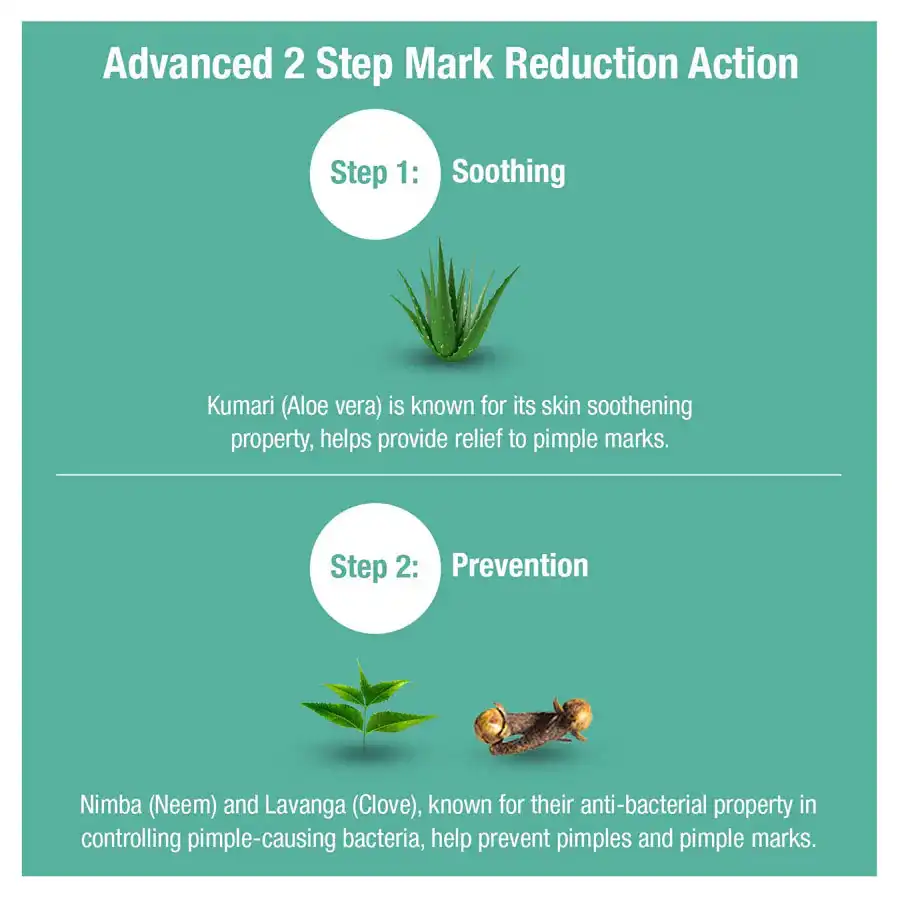 Advanced 2 Step Mark Reduction Action
Step 1: Soothing
Kumari (Aloe vera) is known for its skin soothening
property, helps provide relief to pimple marks.
Step 2: Prevention
Nimba (Neem) and Lavanga (Clove), known for their anti-bacterial property in
controlling pimple-causing bacteria, help prevent pimples and pimple marks.